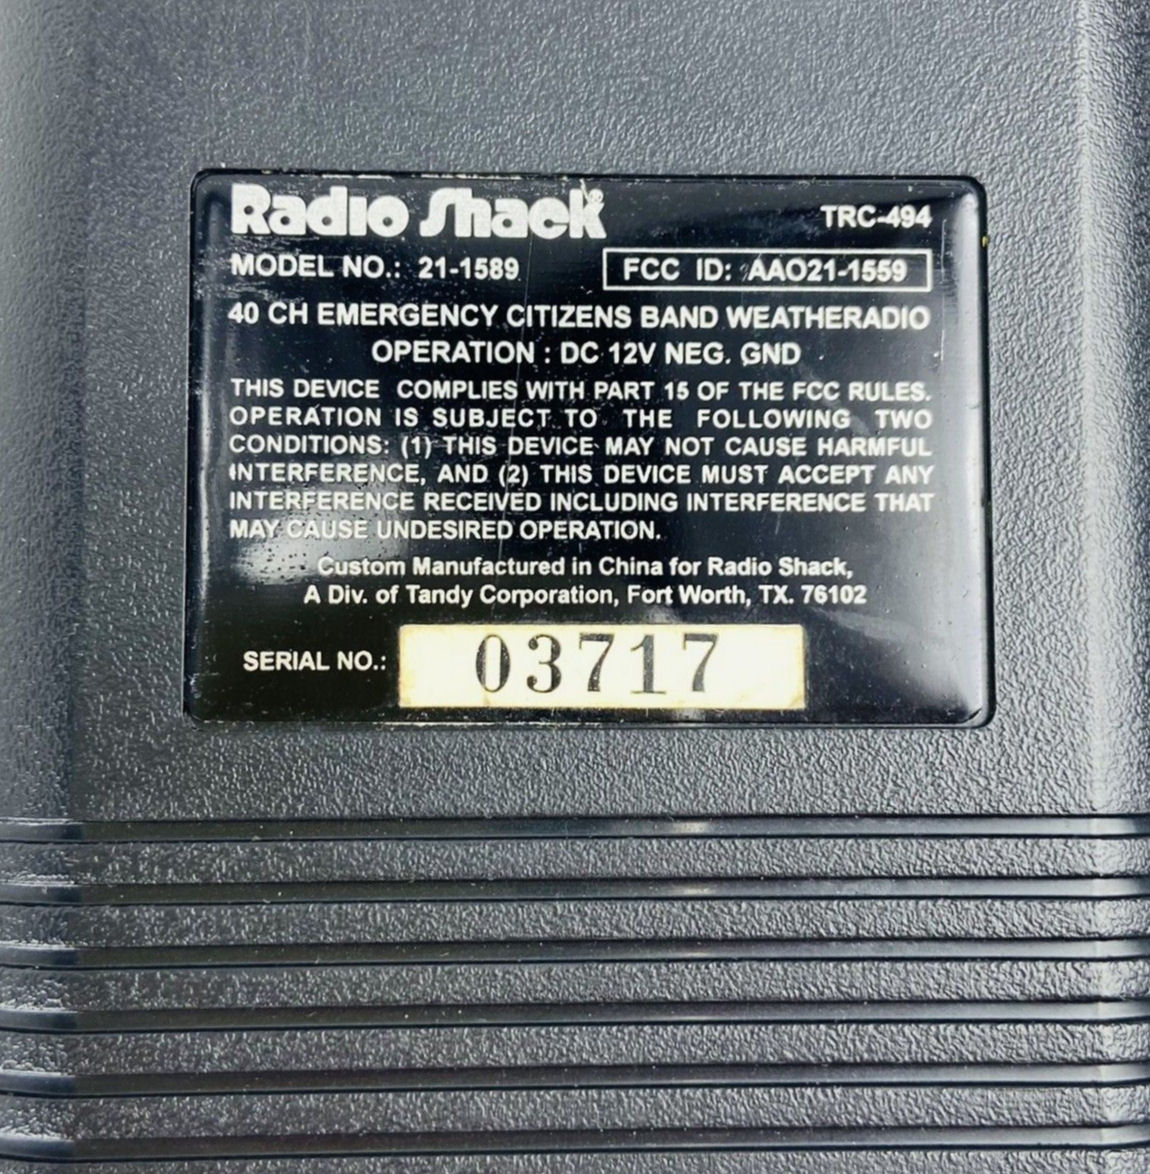 Radio Shack® TRC-494
MODEL NO.: 21-1589 FCC ID: AAO21-1559
40 CH EMERGENCY CITIZENS BAND WEATHERADIO
OPERATION : DC 12V NEG. GND
THIS DEVICE COMPLIES WITH PART 15 OF THE FCC RULES.
OPERATION IS SUBJECT TO THE FOLLOWING TWO
CONDITIONS: (1) THIS DEVICE MAY NOT CAUSE HARMFUL
INTERFERENCE, AND (2) THIS DEVICE MUST ACCEPT ANY
INTERFERENCE RECEIVED INCLUDING INTERFERENCE THAT
MAY CAUSE UNDESIRED OPERATION.
Custom Manufactured in China for Radio Shack,
A Div. of Tandy Corporation, Fort Worth, TX. 76102
SERIAL NO.: 03717